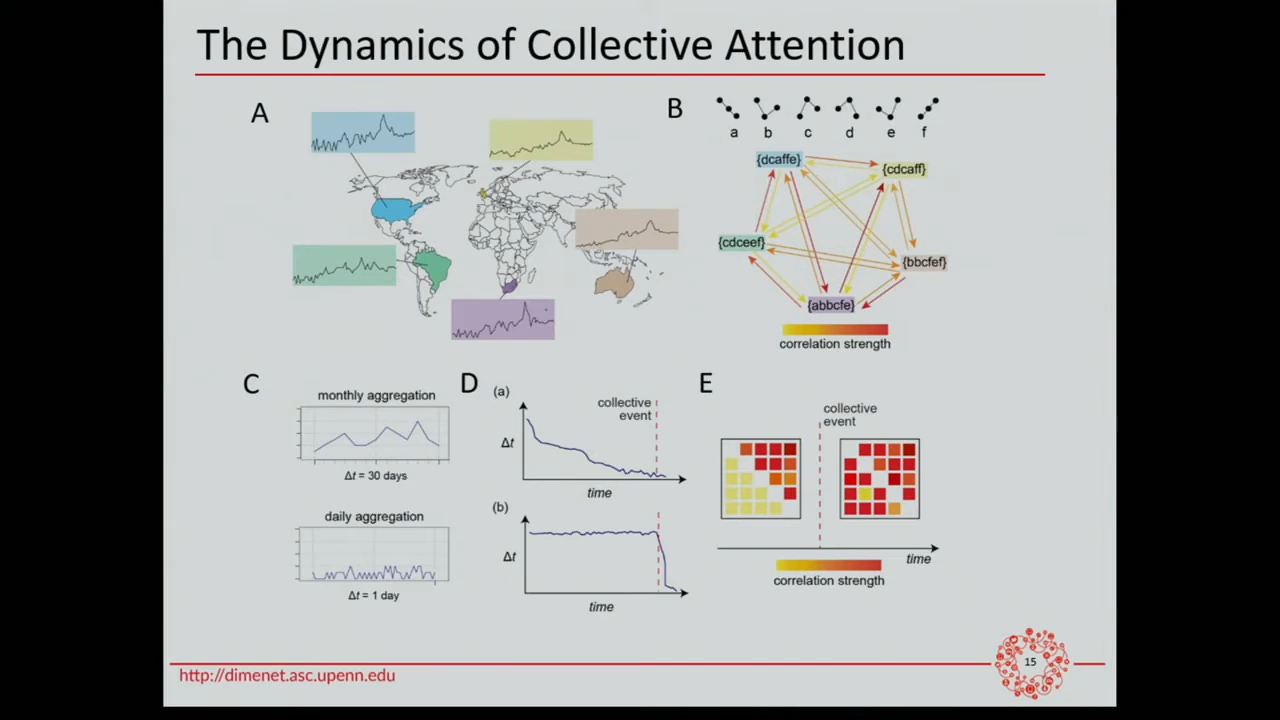 The Dynamics of Collective Attention
A
B
a b c d e f
{dcaffe}
{cdcaff}
{cdceef}
{bbcfef}
{abbcfe}
correlation strength
C
monthly aggregation
Δt = 30 days
daily aggregation
Δt = 1 day
D
(a)
collective
event
Δt
time
(b)
Δt
time
E
collective
event
time
correlation strength
http://dimenet.asc.upenn.edu
15